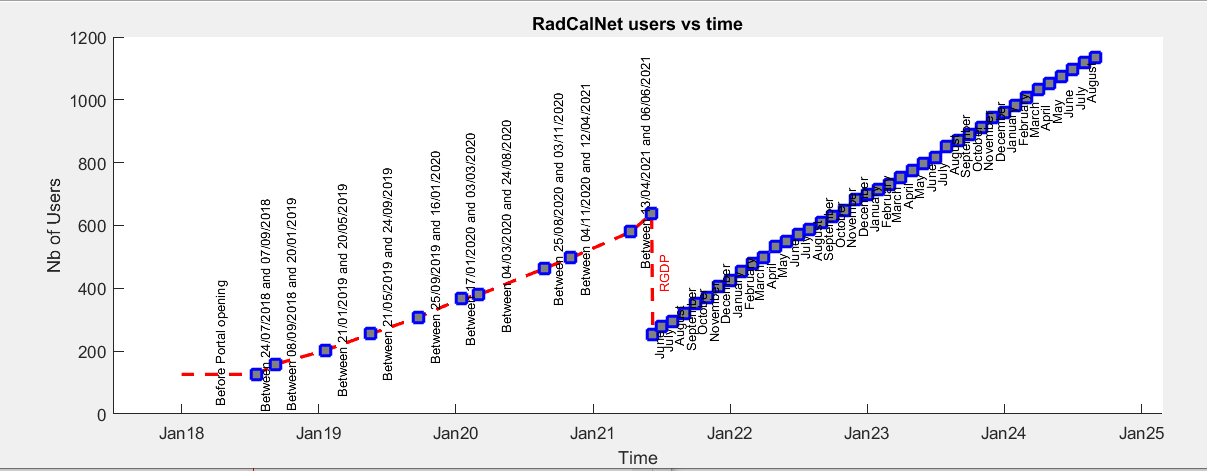 RadCalNet users vs time
1200
1000
800
600
400
200
0
Nb of Users
Before Portal opening
Between 24/07/2018 and 07/09/2018
Between 08/09/2018 and 20/01/2019
Between 21/01/2019 and 20/05/2019
Between 21/05/2019 and 24/09/2019
Between 25/09/2019 and 16/01/2020
Between 17/01/2020 and 03/03/2020
Between 04/03/2020 and 24/08/2020
Between 25/08/2020 and 03/11/2020
Between 04/11/2020 and 12/04/2021
Between 13/04/2021 and 06/06/2021
RGDP
June
July
August
September
October
November
December
January
February
March
April
May
June
July
August
September
October
November
December
January
February
March
April
May
June
July
August
September
October
November
December
January
February
March
April
May
June
July
August
Jan18
Jan19
Jan20
Jan21
Jan22
Jan23
Jan24
Jan25
Time